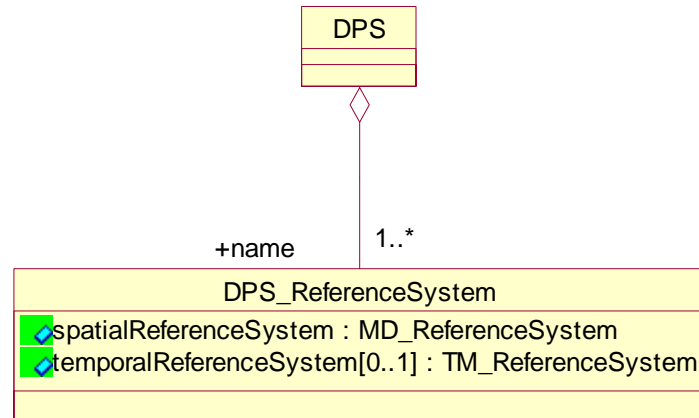 DPS
+name
1..*
DPS_ReferenceSystem
spatialReferenceSystem : MD_ReferenceSystem
temporalReferenceSystem[0..1] : TM_ReferenceSystem